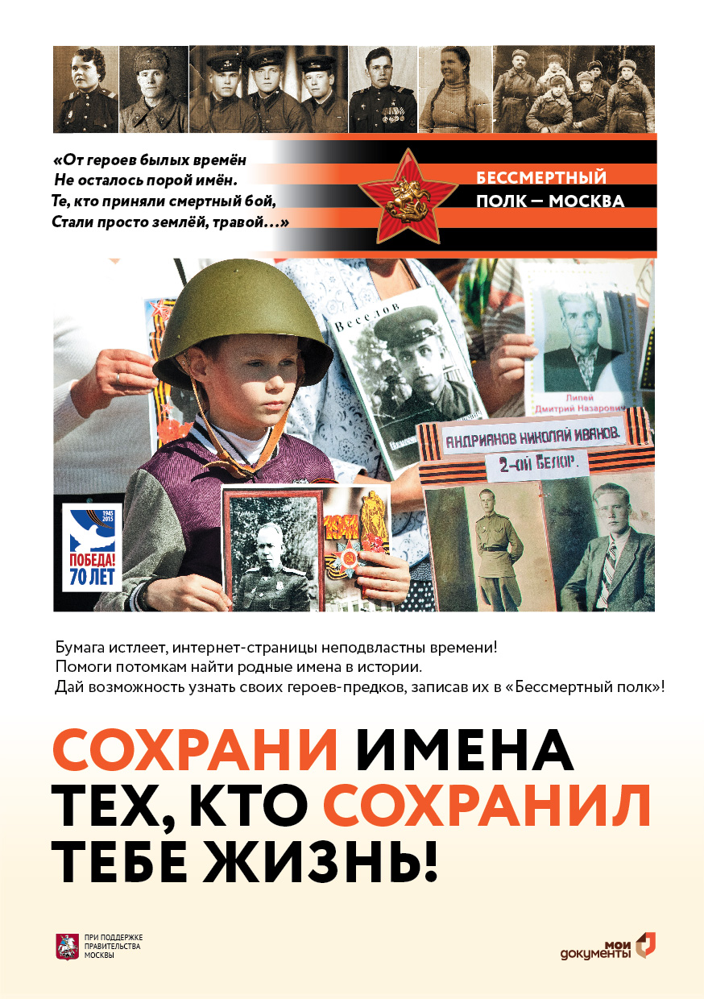 «От героев былых времён
Не осталось порой имён.
Те, кто приняли смертный бой,
Стали просто землёй, травой...»
БЕССМЕРТНЫЙ
ПОЛК — МОСКВА
Веселов
Липей
Дмитрий Назарович
АНДРИАНОВ НИКОЛАЙ ИВАНОВ.
2-ОЙ БЕЛОР.
1941
1945
2015
ПОБЕДА!
70 ЛЕТ
Бумага истлеет, интернет-страницы неподвластны времени!
Помоги потомкам найти родные имена в истории.
Дай возможность узнать своих героев-предков, записав их в «Бессмертный полк»!
СОХРАНИ ИМЕНА
ТЕХ, КТО СОХРАНИЛ
ТЕБЕ ЖИЗНЬ!
ПРИ ПОДДЕРЖКЕ
ПРАВИТЕЛЬСТВА
МОСКВЫ
мои
документы